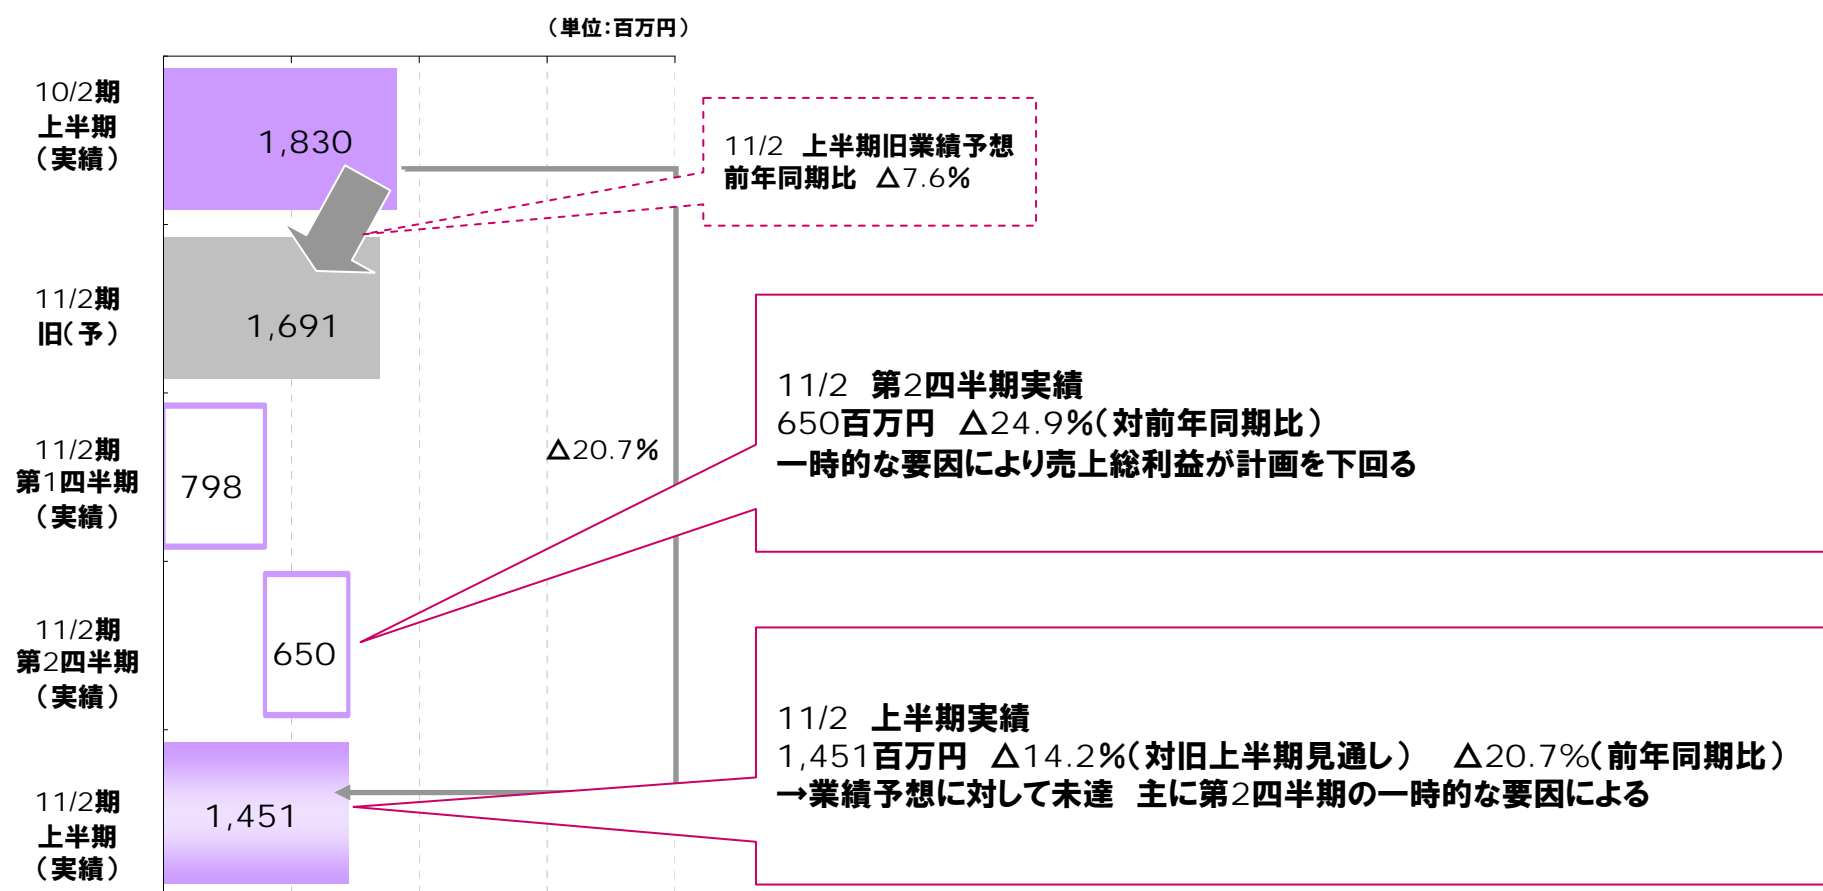 （単位：百万円）
10/2期
上半期
（実績）
1,830
11/2　上半期旧業績予想
前年同期比　△7.6％
11/2期
旧（予）
1,691
11/2期
第1四半期
（実績）
798
△20.7％
11/2　第2四半期実績
650百万円　△24.9％（対前年同期比）
一時的な要因により売上総利益が計画を下回る
11/2期
第2四半期
（実績）
650
11/2期
上半期
（実績）
1,451
11/2　上半期実績
1,451百万円　△14.2％（対旧上半期見通し）　△20.7％（前年同期比）
→業績予想に対して未達　主に第2四半期の一時的な要因による